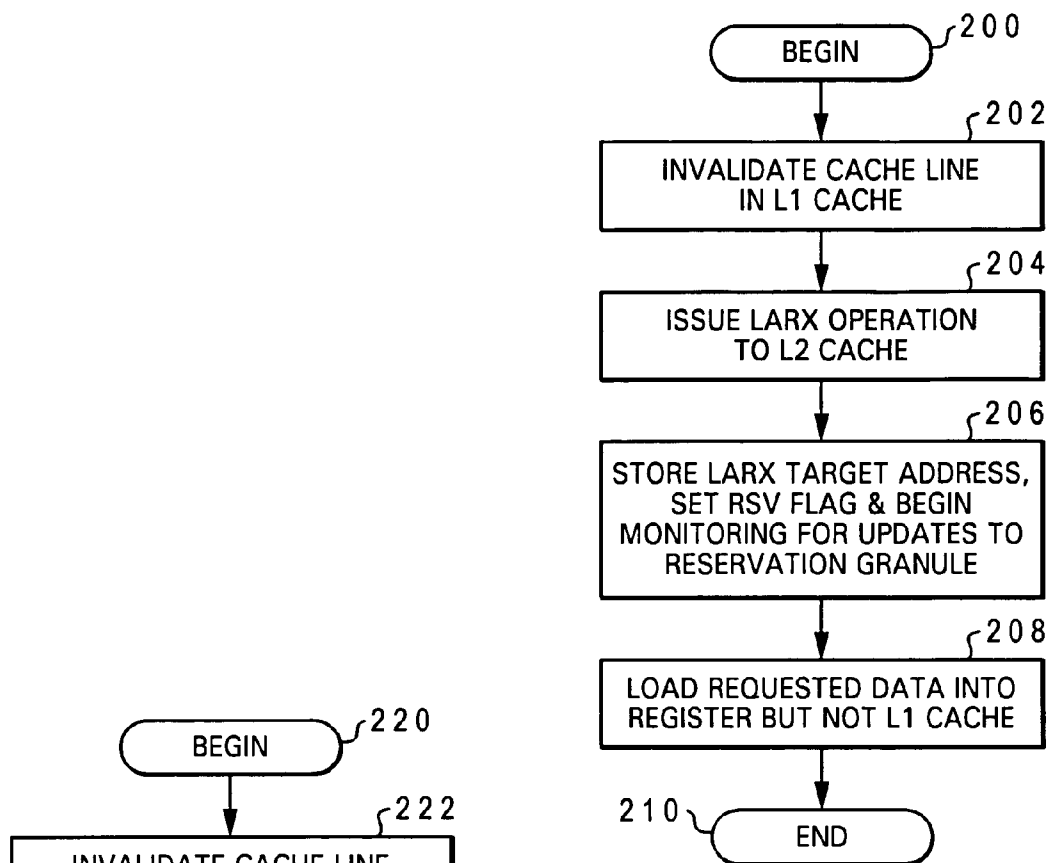 BEGIN
200
202
INVALIDATE CACHE LINE
IN L1 CACHE
204
ISSUE LARX OPERATION
TO L2 CACHE
206
STORE LARX TARGET ADDRESS,
SET RSV FLAG & BEGIN
MONITORING FOR UPDATES TO
RESERVATION GRANULE
208
LOAD REQUESTED DATA INTO
REGISTER BUT NOT L1 CACHE
210
END
BEGIN
220
222
INVALIDATE CACHE LINE